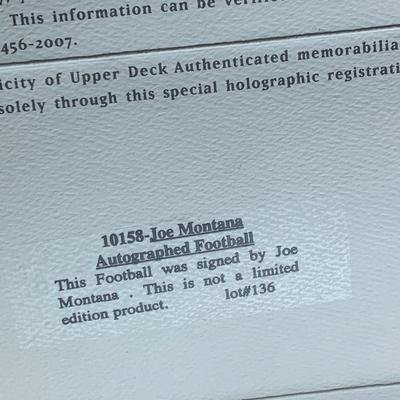 This information can be
456-2007.
icity of Upper Deck Authenticated memorabilia
solely through this special holographic registrati
10158-Joe Montana
Autographed Football
This Football was signed by Joe
Montana . This is not a limited
edition product. lot#136